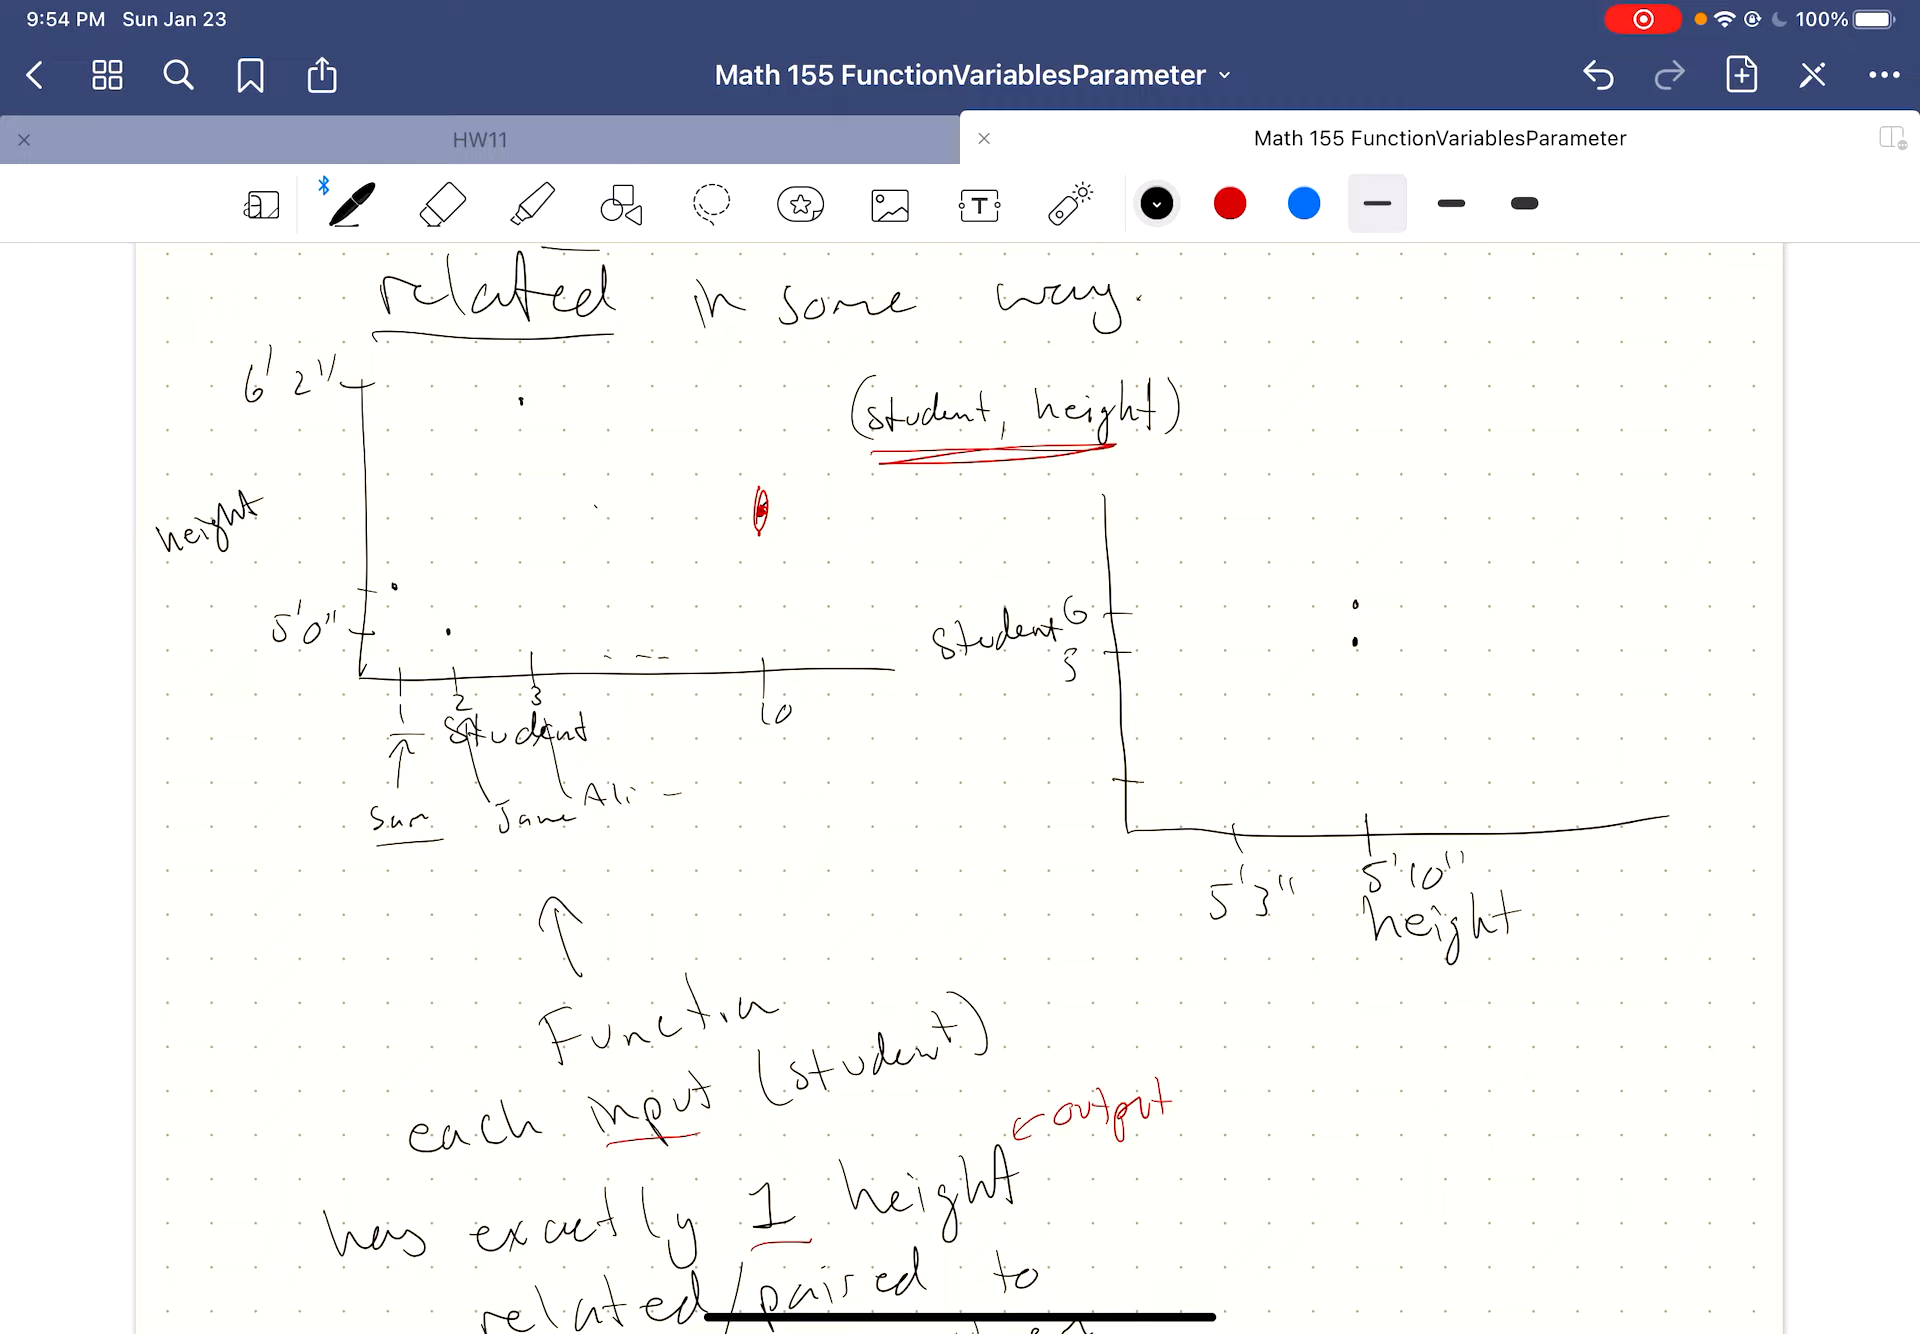 9:54 PM Sun Jan 23
100%
Math 155 FunctionVariablesParameter
HW11
Math 155 FunctionVariablesParameter
T
related in some way.
6' 2"
(student, height)
height
5'0"
1 2 3 10
student
Sam Jane Ali
student
6
5
5'3" 5'10"
height
Function
each input (student)
output
has exactly 1 height
related/paired to